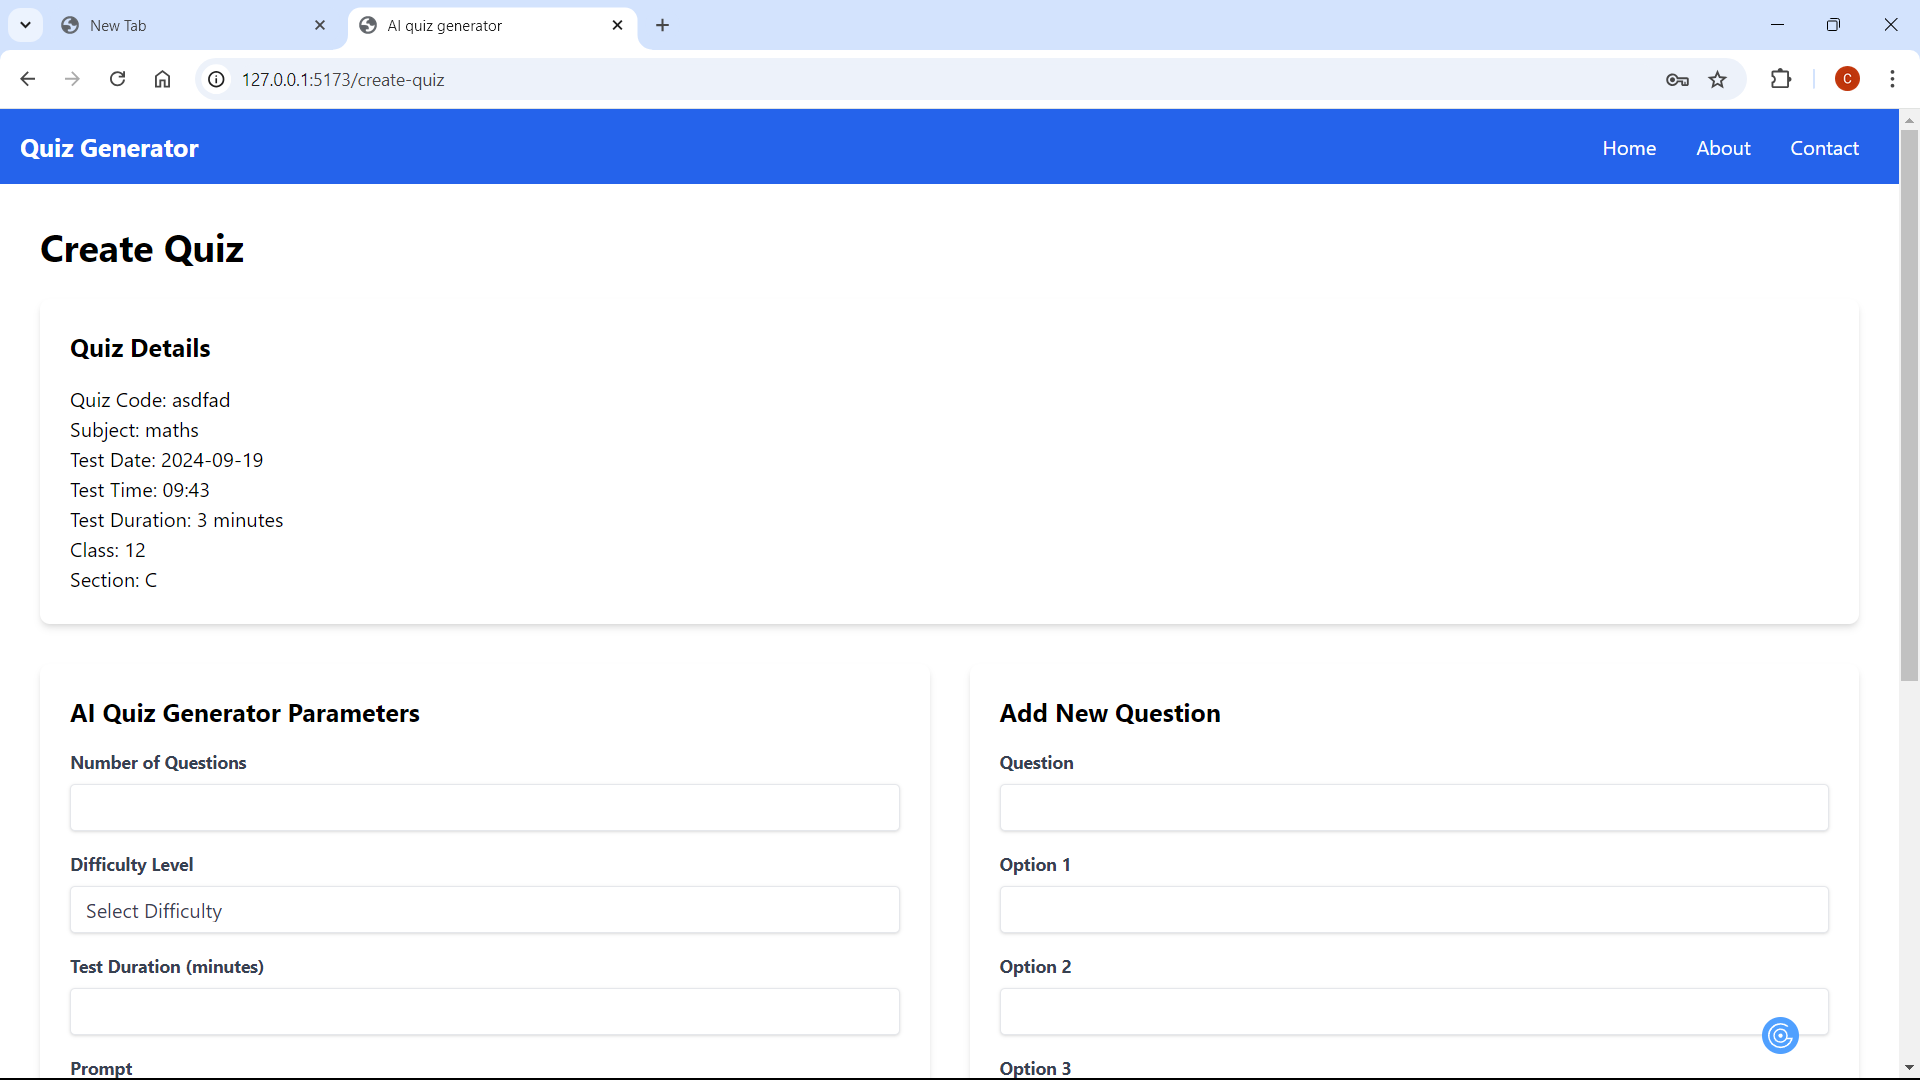 New Tab
AI quiz generator
127.0.0.1:5173/create-quiz
C
Quiz Generator
Home
About
Contact
Create Quiz
Quiz Details
Quiz Code: asdfad
Subject: maths
Test Date: 2024-09-19
Test Time: 09:43
Test Duration: 3 minutes
Class: 12
Section: C
AI Quiz Generator Parameters
Number of Questions
Difficulty Level
Select Difficulty
Test Duration (minutes)
Prompt
Add New Question
Question
Option 1
Option 2
Option 3